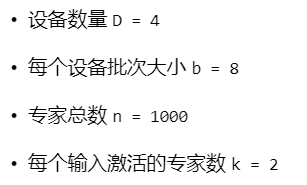 • 设备数量 D = 4
• 每个设备批次大小 b = 8
• 专家总数 n = 1000
• 每个输入激活的专家数 k = 2